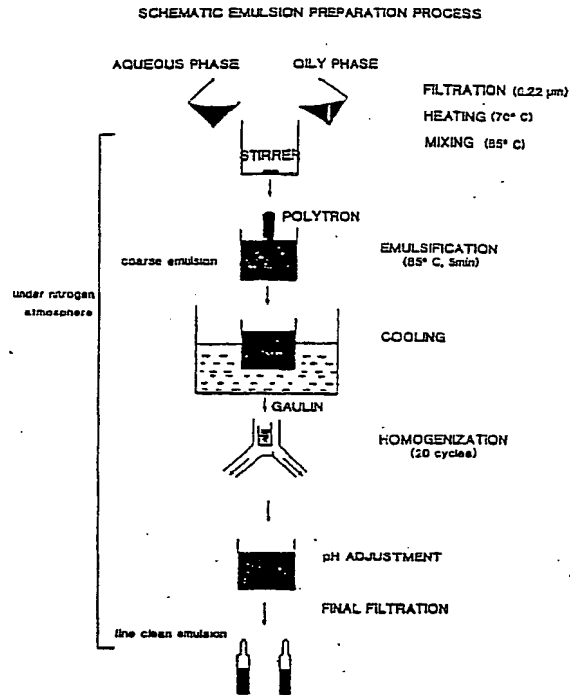 SCHEMATIC EMULSION PREPARATION PROCESS
AQUEOUS PHASE
OILY PHASE
FILTRATION (0.22 µm)
HEATING (70° C)
MIXING (85° C)
STIRRER
POLYTRON
coarse emulsion
EMULSIFICATION
(85° C, 5min)
under nitrogen
atmosphere
COOLING
GAULIN
HOMOGENIZATION
(20 cycles)
pH ADJUSTMENT
FINAL FILTRATION
fine clean emulsion